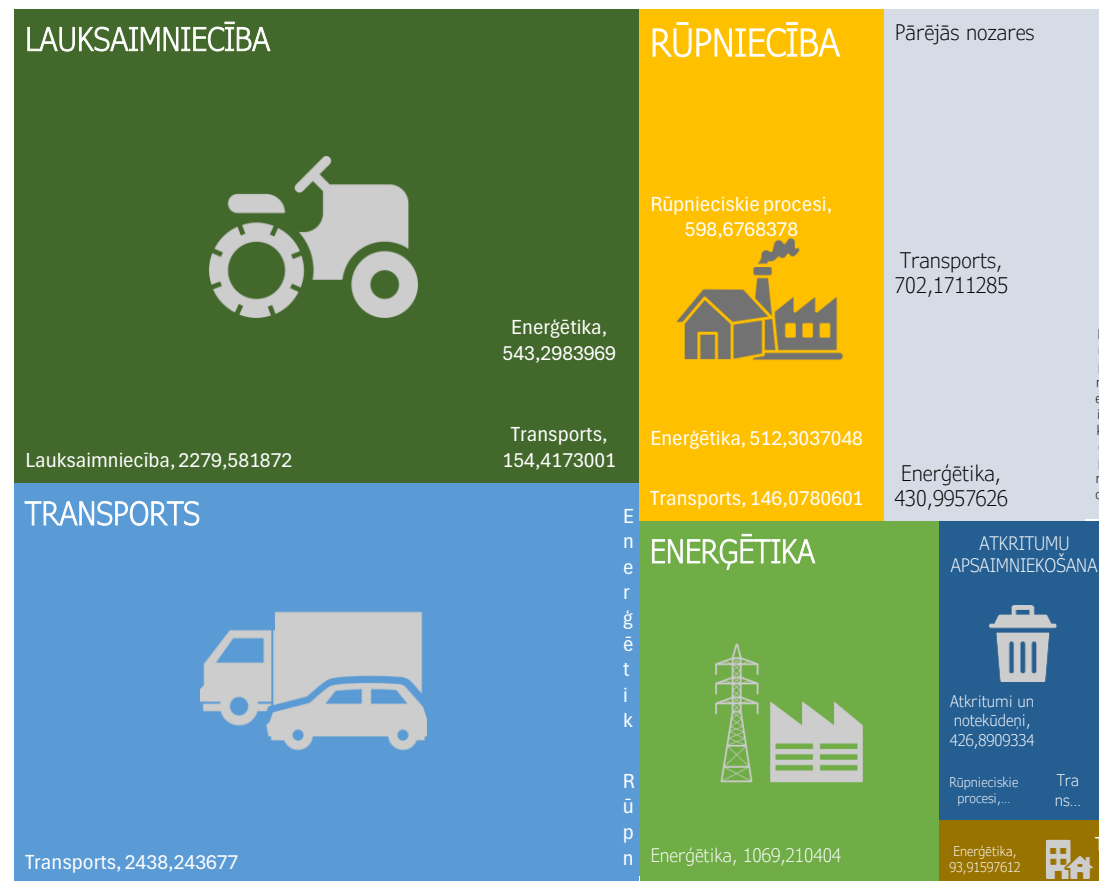 LAUKSAIMNIECĪBA
Enerģētika,
543,2983969
Transports,
154,4173001
Lauksaimniecība, 2279,581872
RŪPNIECĪBA
Rūpnieciskie procesi,
598,6768378
Enerģētika, 512,3037048
Transports, 146,0780601
Pārējās nozares
Transports,
702,1711285
Enerģētika,
430,9957626
TRANSPORTS
E
n
e
r
ģ
ē
t
i
k
R
ū
p
n
Transports, 2438,243677
ENERĢĒTIKA
Enerģētika, 1069,210404
ATKRITUMU
APSAIMNIEKOŠANA
Atkritumi un
notekūdeņi,
426,8909334
Rūpnieciskie
procesi,...
Tra
ns...
Enerģētika,
93,91597612